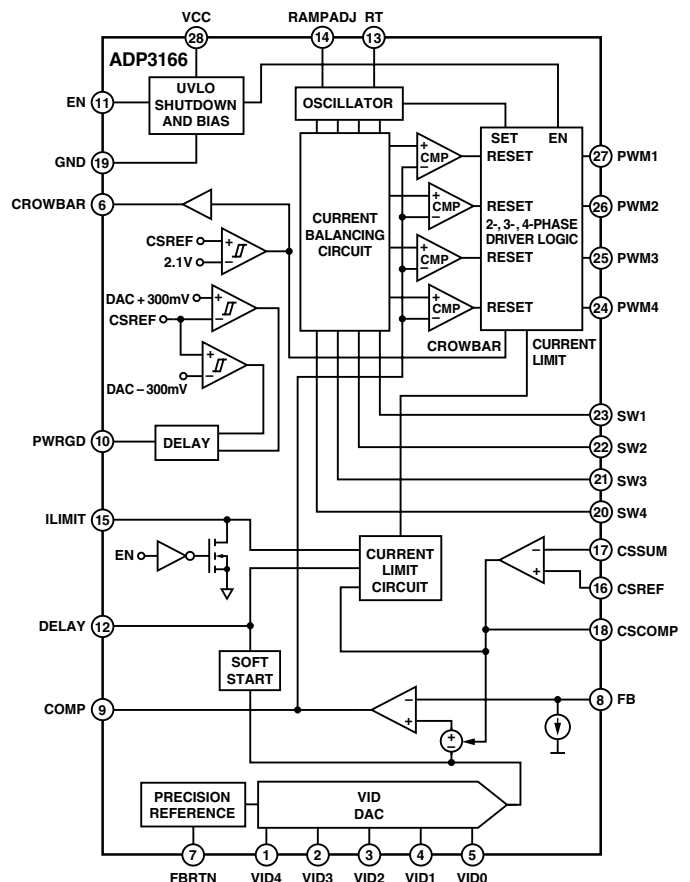 VCC
RAMPADJ RT
28
14
13
ADP3166
EN
11
UVLO
SHUTDOWN
AND BIAS
OSCILLATOR
SET EN
GND
19
CROWBAR
6
CURRENT
BALANCING
CIRCUIT
+
–
CMP
+
–
CMP
+
–
CMP
+
–
CMP
RESET
RESET
2-, 3-, 4-PHASE
DRIVER LOGIC
RESET
RESET
27 PWM1
26 PWM2
25 PWM3
24 PWM4
CSREF
+
2.1V
–
DAC + 300mV
+
CSREF
–
+
DAC – 300mV
–
CROWBAR
CURRENT
LIMIT
PWRGD
10
DELAY
23 SW1
22 SW2
21 SW3
20 SW4
ILIMIT
15
EN
CURRENT
LIMIT
CIRCUIT
–
17 CSSUM
+
16 CSREF
DELAY
12
18 CSCOMP
SOFT
START
COMP
9
–
+
+
–
8 FB
PRECISION
REFERENCE
VID
DAC
7
1
2
3
4
5
FBRTN VID4 VID3 VID2 VID1 VID0